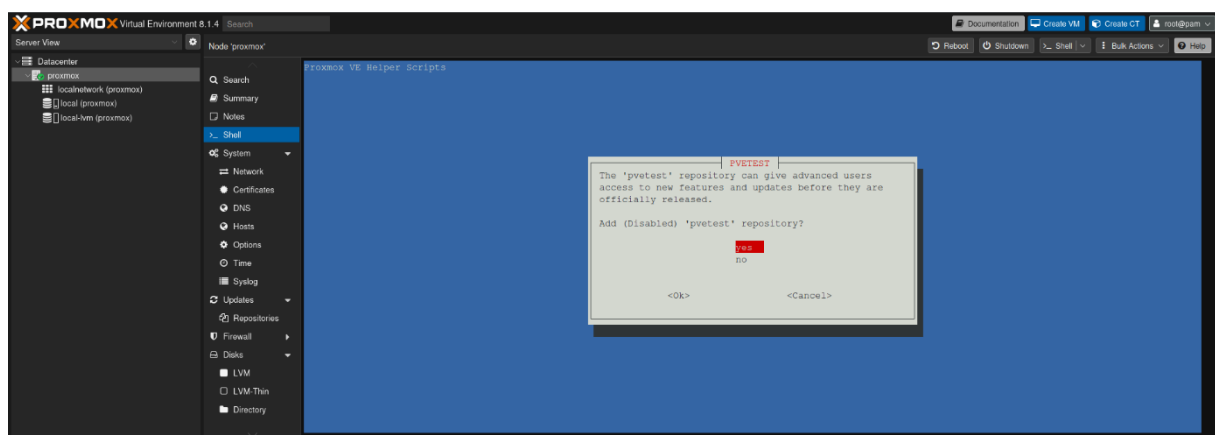 PROXMOX Virtual Environment 8.1.4 Search
Documentation Create VM Create CT root@pam
Server View
Node 'proxmox'
Reboot Shutdown >_ Shell Bulk Actions Help
Datacenter
proxmox
localnetwork (proxmox)
local (proxmox)
local-lvm (proxmox)
Search
Summary
Notes
>_ Shell
System
Network
Certificates
DNS
Hosts
Options
Time
Syslog
Updates
Repositories
Firewall
Disks
LVM
LVM-Thin
Directory
Proxmox VE Helper Scripts
PVETEST
The 'pvetest' repository can give advanced users
access to new features and updates before they are
officially released.
Add (Disabled) 'pvetest' repository?
yes
no
<Ok> <Cancel>